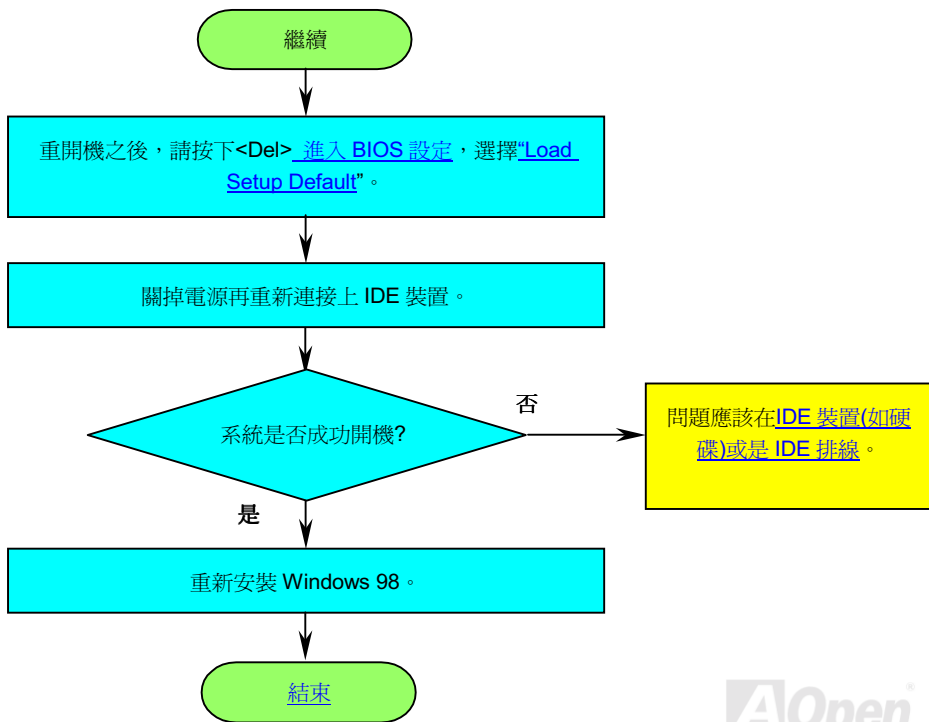 繼續
重開機之後，請按下<Del> 進入 BIOS 設定，選擇“Load
Setup Default”。
關掉電源再重新連接上 IDE 裝置。
系統是否成功開機?
否
問題應該在IDE 裝置(如硬
碟)或是 IDE 排線。
是
重新安裝 Windows 98。
結束
AOpen®